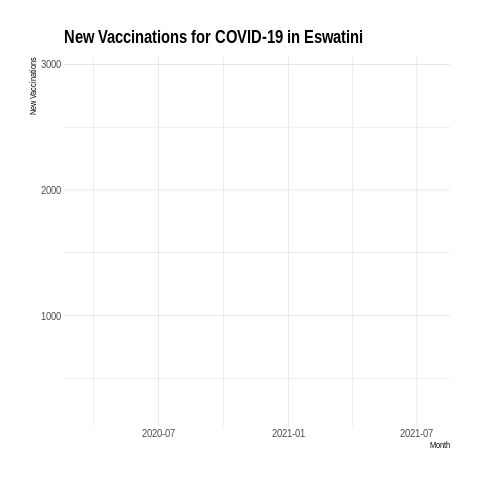 New Vaccinations for COVID-19 in Eswatini
New Vaccinations
3000
2000
1000
2020-07
2021-01
2021-07
Month